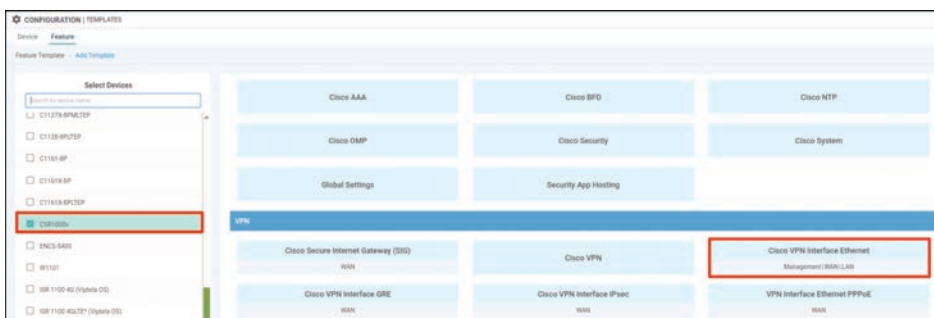 CONFIGURATION | TEMPLATES
Device Feature
Feature Template > Add Template
Select Devices
Search by device name
C1127X-8PMLTEP
C1128-8PLTEP
C1161-8P
C1161X-8P
C1161X-8PLTEP
CSR1000v
ENCS-5400
IR1101
ISR 1100 4G (Viptela OS)
ISR 1100 4GLTE* (Viptela OS)
Cisco AAA
Cisco BFD
Cisco NTP
Cisco OMP
Cisco Security
Cisco System
Global Settings
Security App Hosting
VPN
Cisco Secure Internet Gateway (SIG)
WAN
Cisco VPN
Cisco VPN Interface Ethernet
Management | WAN | LAN
Cisco VPN Interface GRE
WAN
Cisco VPN Interface IPsec
WAN
VPN Interface Ethernet PPPoE
WAN